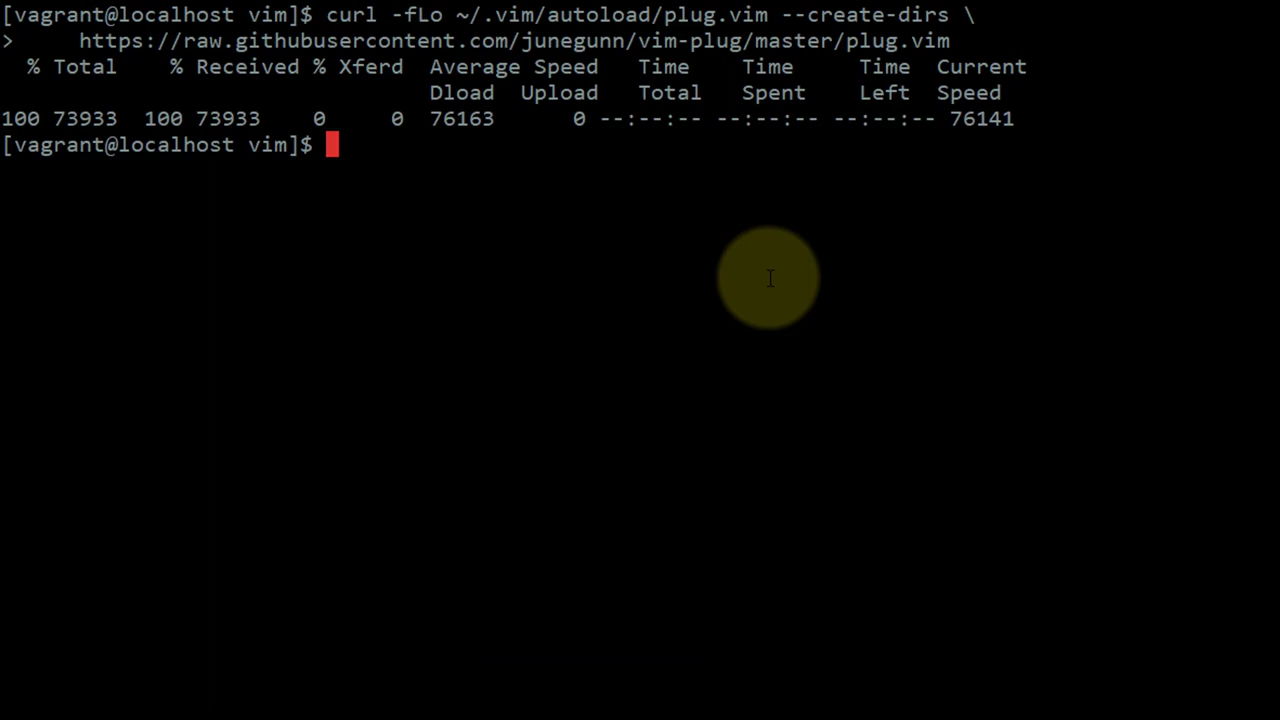 [vagrant@localhost vim]$ curl -fLo ~/.vim/autoload/plug.vim --create-dirs \
>     https://raw.githubusercontent.com/junegunn/vim-plug/master/plug.vim
  % Total    % Received % Xferd  Average Speed   Time    Time     Time  Current
                                 Dload  Upload   Total   Spent    Left  Speed
100 73933  100 73933    0     0  76163      0 --:--:-- --:--:-- --:--:-- 76141
[vagrant@localhost vim]$